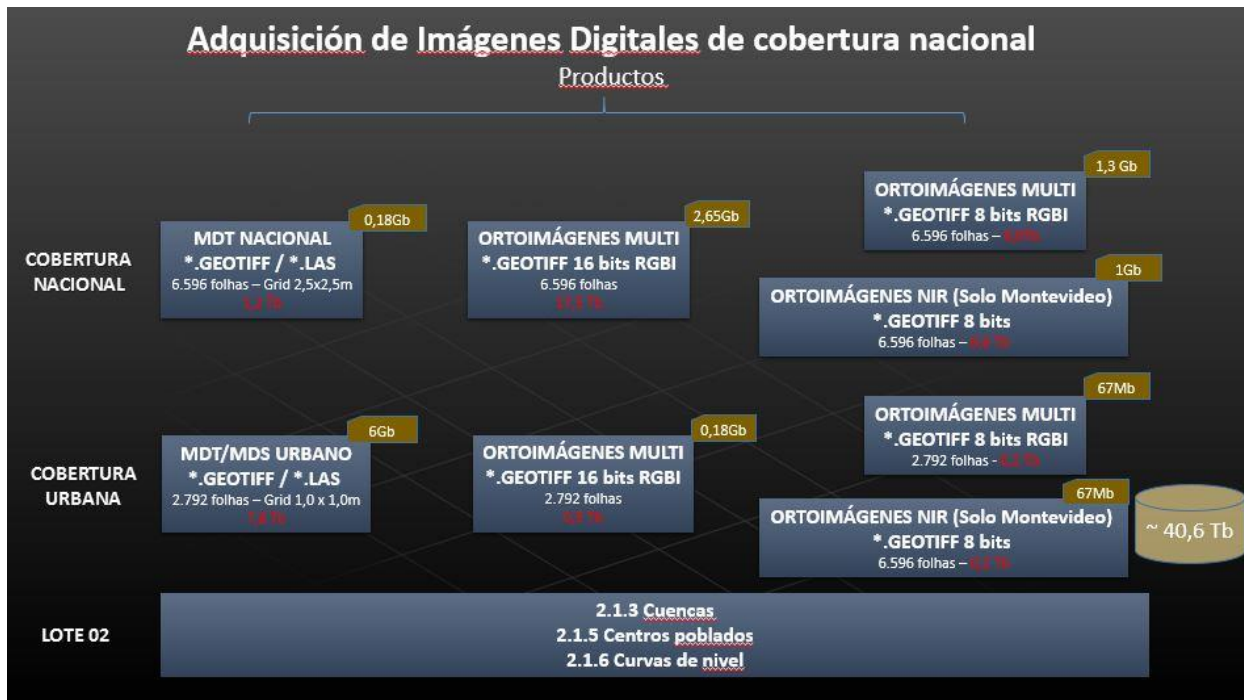 Adquisición de Imágenes Digitales de cobertura nacional
Productos
COBERTURA
NACIONAL
0,18Gb
MDT NACIONAL
*.GEOTIFF / *.LAS
6.596 folhas – Grid 2,5x2,5m
2,65Gb
ORTOIMÁGENES MULTI
*.GEOTIFF 16 bits RGBI
6.596 folhas
1,3 Gb
ORTOIMÁGENES MULTI
*.GEOTIFF 8 bits RGBI
6.596 folhas –
1Gb
ORTOIMÁGENES NIR (Solo Montevideo)
*.GEOTIFF 8 bits
6.596 folhas –
COBERTURA
URBANA
6Gb
MDT/MDS URBANO
*.GEOTIFF / *.LAS
2.792 folhas – Grid 1,0 x 1,0m
0,18Gb
ORTOIMÁGENES MULTI
*.GEOTIFF 16 bits RGBI
2.792 folhas
67Mb
ORTOIMÁGENES MULTI
*.GEOTIFF 8 bits RGBI
2.792 folhas -
67Mb
ORTOIMÁGENES NIR (Solo Montevideo)
*.GEOTIFF 8 bits
6.596 folhas –
~ 40,6 Tb
LOTE 02
2.1.3 Cuencas
2.1.5 Centros poblados
2.1.6 Curvas de nivel